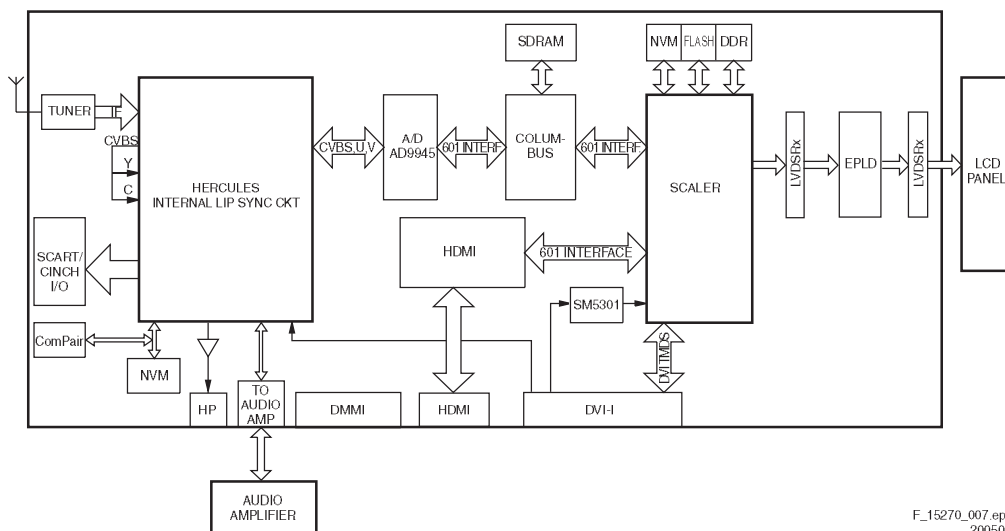 SDRAM
NVM FLASH DDR
TUNER
IF
CVBS
Y
C
HERCULES
INTERNAL LIP SYNC CKT
CVBS,U,V
A/D
AD9945
601 INTERF
COLUM-
BUS
601 INTERF.
SCALER
LVDSRx
EPLD
LVDSRx
LCD
PANEL
SCART/
CINCH
I/O
HDMI
601 INTERFACE
SM5301
ComPair
NVM
DVI TMDS
HP
TO
AUDIO
AMP
DMMI
HDMI
DVI-I
AUDIO
AMPLIFIER
F_15270_007.ep
20050